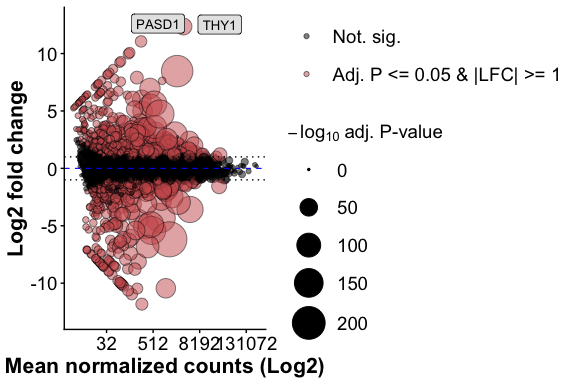 PASD1
THY1
10
5
0
-5
-10
Log2 fold change
32
512
8192
131072
Mean normalized counts (Log2)
Not. sig.
Adj. P <= 0.05 & |LFC| >= 1
−log10 adj. P-value
0
50
100
150
200